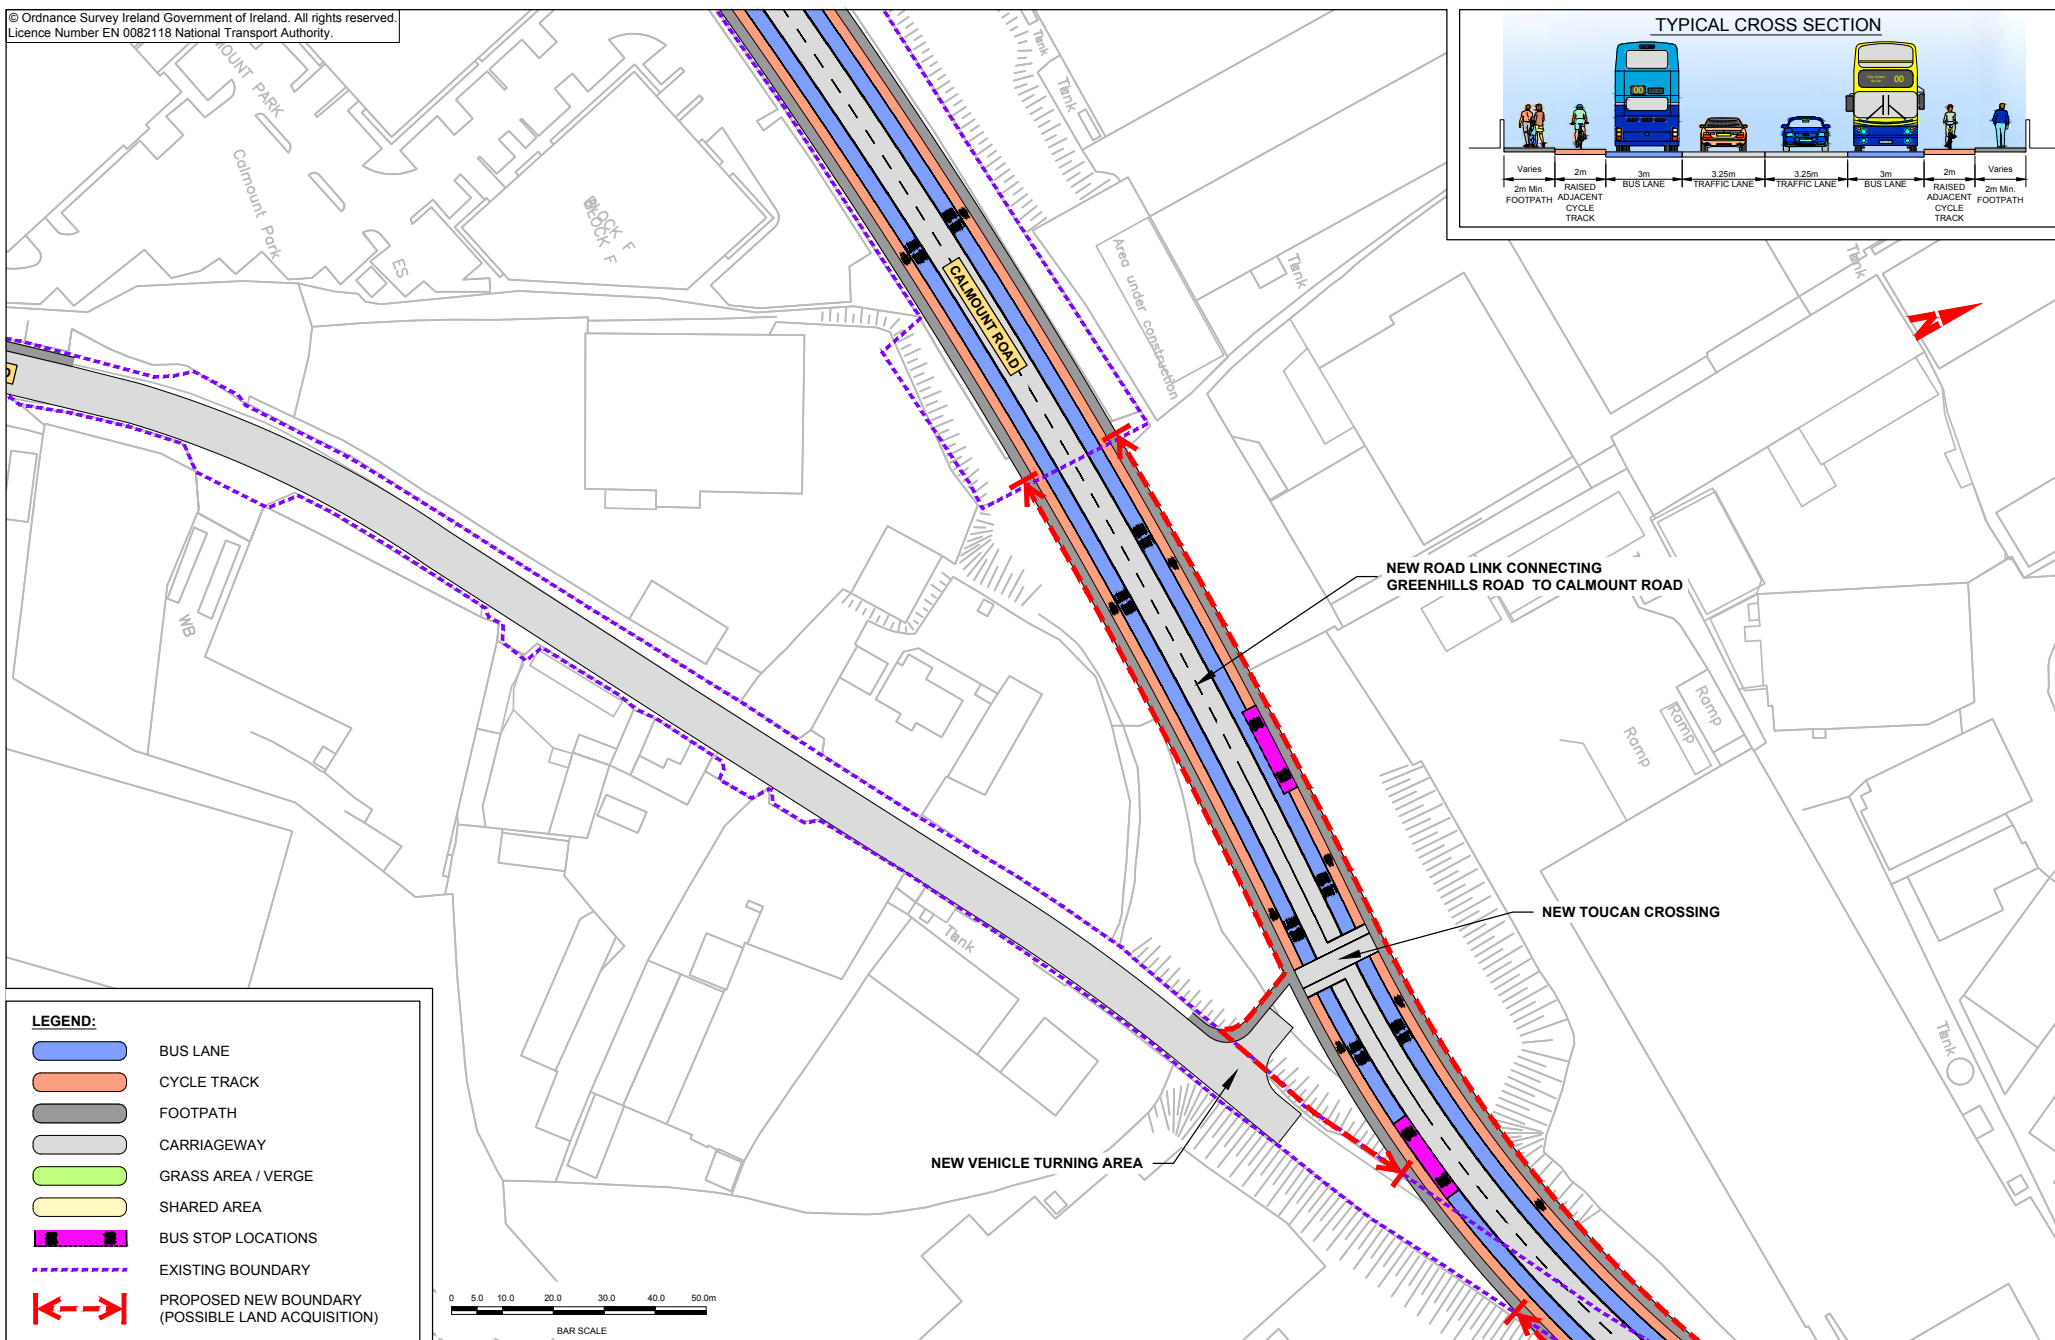 © Ordnance Survey Ireland Government of Ireland. All rights reserved.
Licence Number EN 0082118 National Transport Authority.
TYPICAL CROSS SECTION
00
00
Varies
2m
3m
3.25m
3.25m
3m
2m
Varies
2m Min.
FOOTPATH
RAISED
ADJACENT
CYCLE
TRACK
BUS LANE
TRAFFIC LANE
TRAFFIC LANE
BUS LANE
RAISED
ADJACENT
CYCLE
TRACK
2m Min.
FOOTPATH
MOUNT PARK
Calmount Park
ES
BLOCK F
BLOCK F
Tank
Tank
Area under construction
Tank
Tank
N
CALMOUNT ROAD
D
WB
NEW ROAD LINK CONNECTING
GREENHILLS ROAD TO CALMOUNT ROAD
Ramp
Ramp
Ramp
NEW TOUCAN CROSSING
Tank
Tank
NEW VEHICLE TURNING AREA
LEGEND:
BUS LANE
CYCLE TRACK
FOOTPATH
CARRIAGEWAY
GRASS AREA / VERGE
SHARED AREA
BUS STOP LOCATIONS
EXISTING BOUNDARY
PROPOSED NEW BOUNDARY
(POSSIBLE LAND ACQUISITION)
0 5.0 10.0 20.0 30.0 40.0 50.0m
BAR SCALE